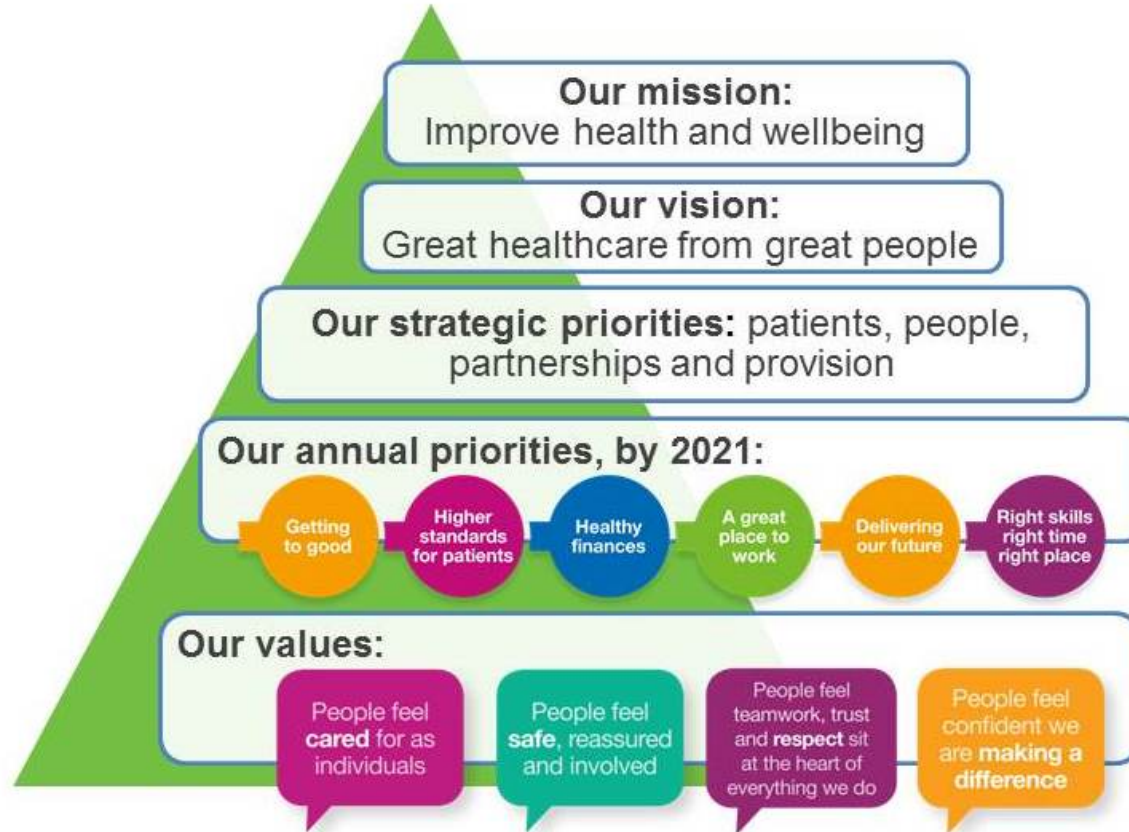 Our mission:
Improve health and wellbeing
Our vision:
Great healthcare from great people
Our strategic priorities: patients, people,
partnerships and provision
Our annual priorities, by 2021:
Getting
to good
Higher
standards
for patients
Healthy
finances
A great
place to
work
Delivering
our future
Right skills
right time
right place
Our values:
People feel
cared for as
individuals
People feel
safe, reassured
and involved
People feel
teamwork, trust
and respect sit
at the heart of
everything we do
People feel
confident we
are making a
difference